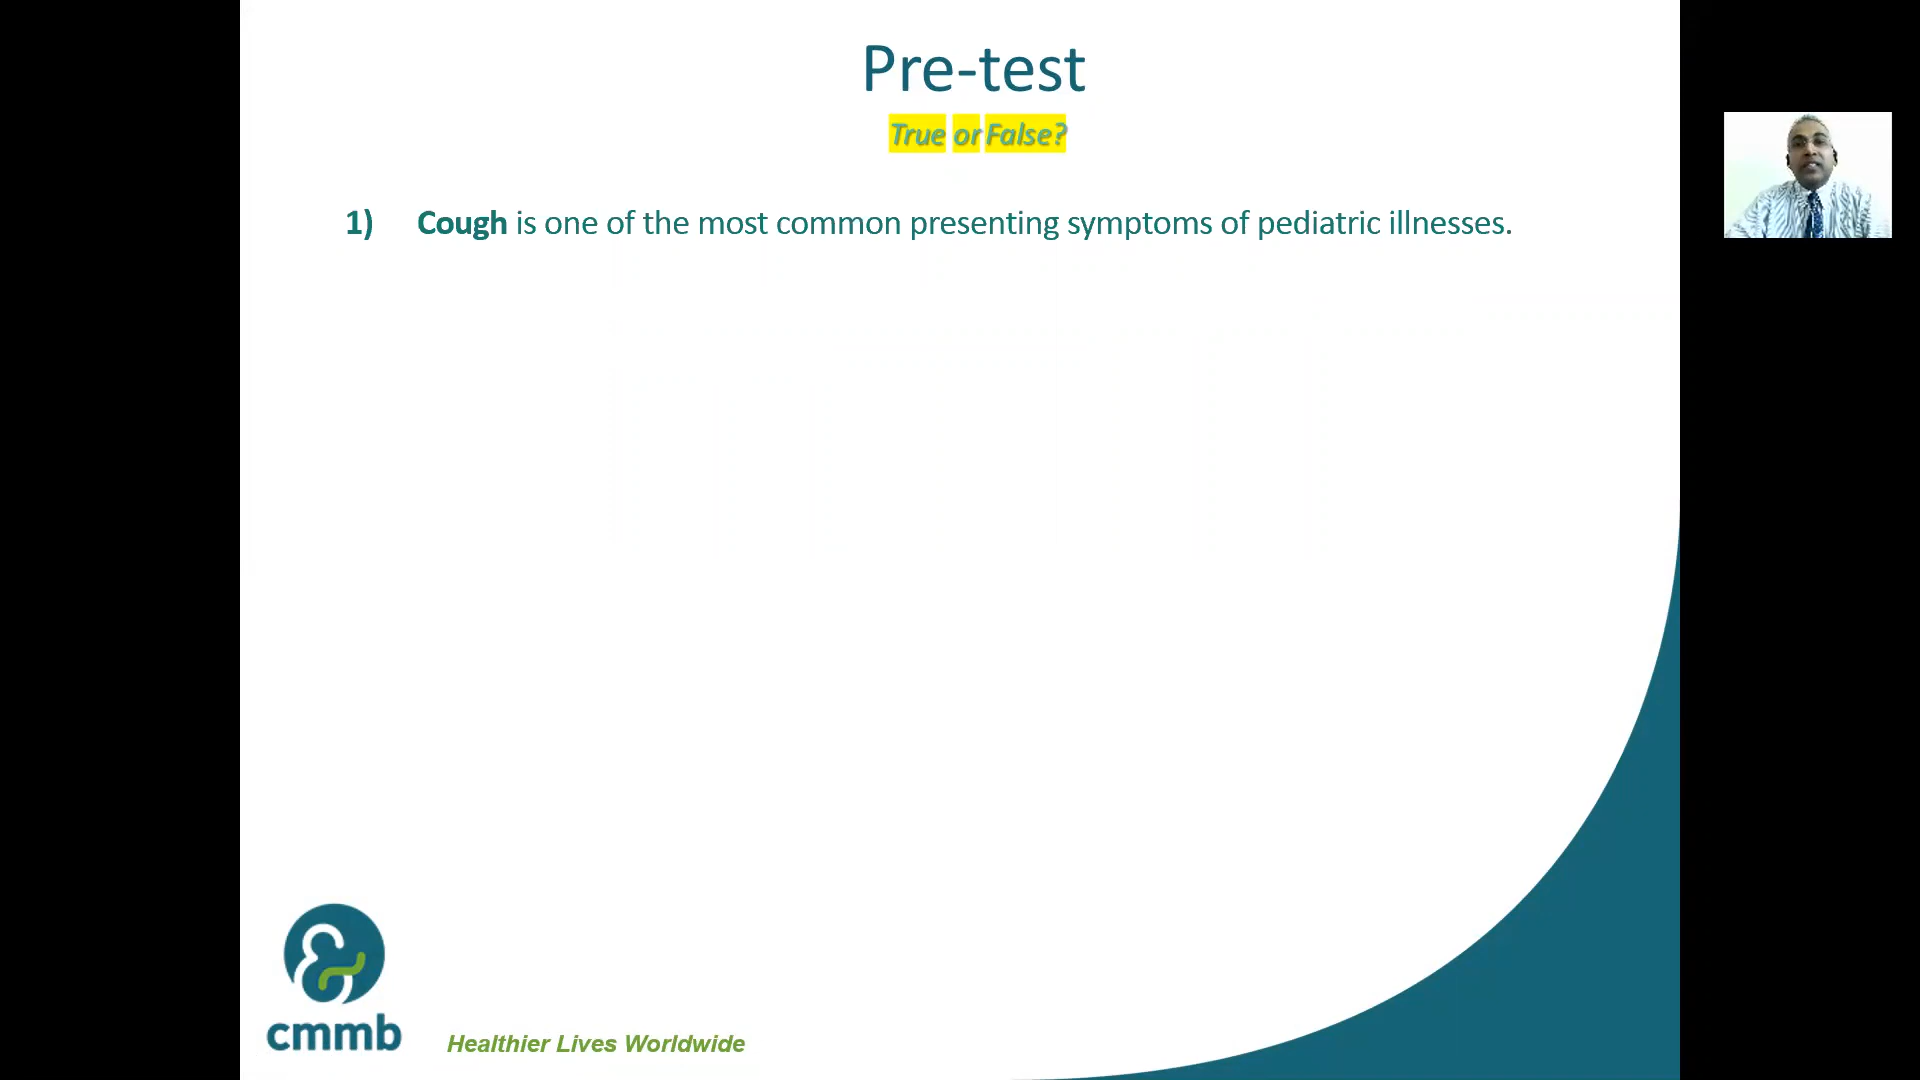 Pre-test
True or False?
1) Cough is one of the most common presenting symptoms of pediatric illnesses.
cmmb
Healthier Lives Worldwide